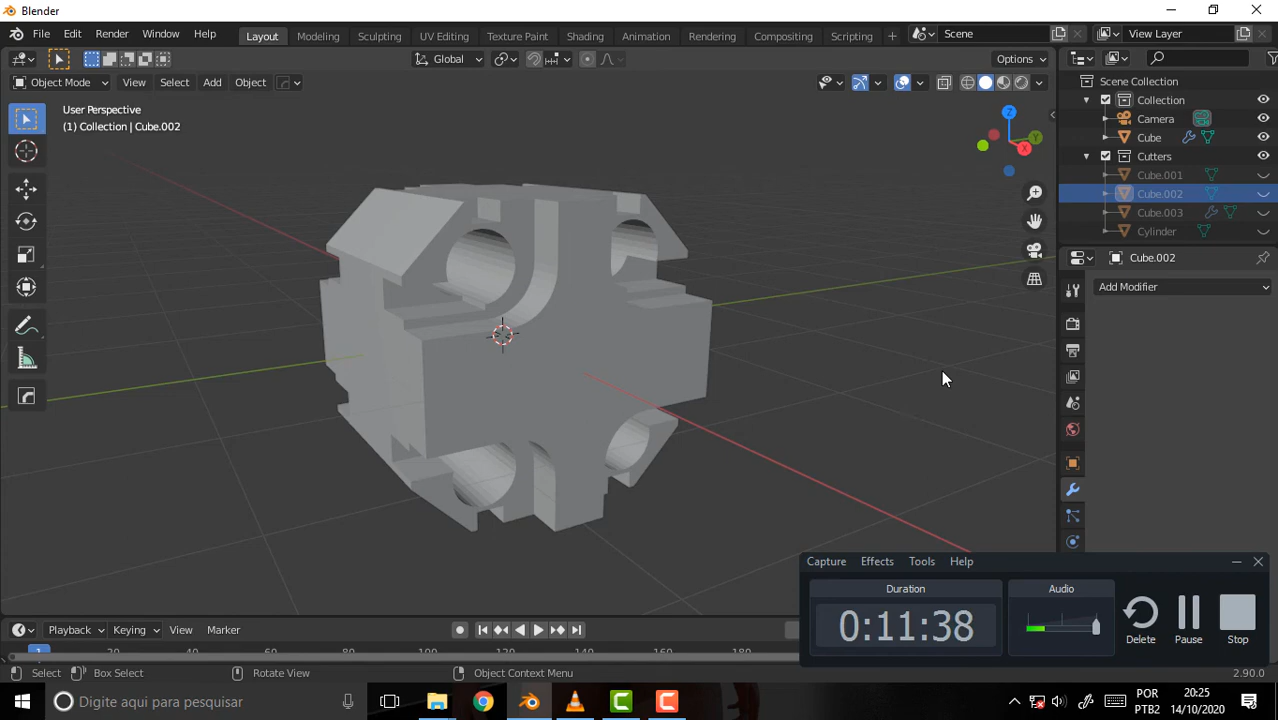 Blender
File Edit Render Window Help Layout Modeling Sculpting UV Editing Texture Paint Shading Animation Rendering Compositing Scripting + Scene View Layer
Global Options
Object Mode View Select Add Object
User Perspective
(1) Collection | Cube.002
Z
Y
X
Scene Collection
Collection
Camera
Cube
Cutters
Cube.001
Cube.002
Cube.003
Cylinder
Cube.002
Add Modifier
Capture Effects Tools Help
Duration
0:11:38
Audio
Delete
Pause
Stop
Playback Keying View Marker
1 20 40 60 80 100 120 140 160 180
Select Box Select Rotate View Object Context Menu 2.90.0
Digite aqui para pesquisar
POR
PTB2
20:25
14/10/2020